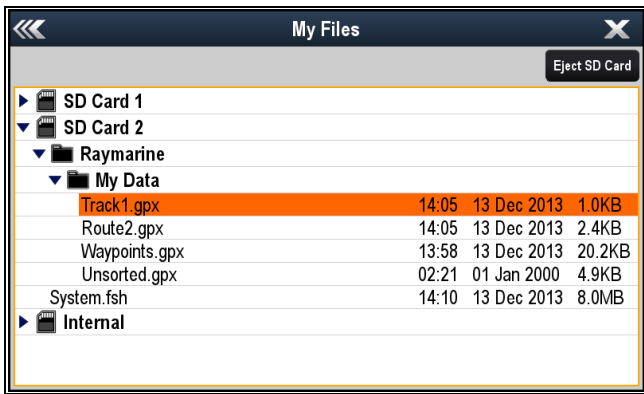 My Files
Eject SD Card
SD Card 1
SD Card 2
Raymarine
My Data
Track1.gpx 14:05 13 Dec 2013 1.0KB
Route2.gpx 14:05 13 Dec 2013 2.4KB
Waypoints.gpx 13:58 13 Dec 2013 20.2KB
Unsorted.gpx 02:21 01 Jan 2000 4.9KB
System.fsh 14:10 13 Dec 2013 8.0MB
Internal